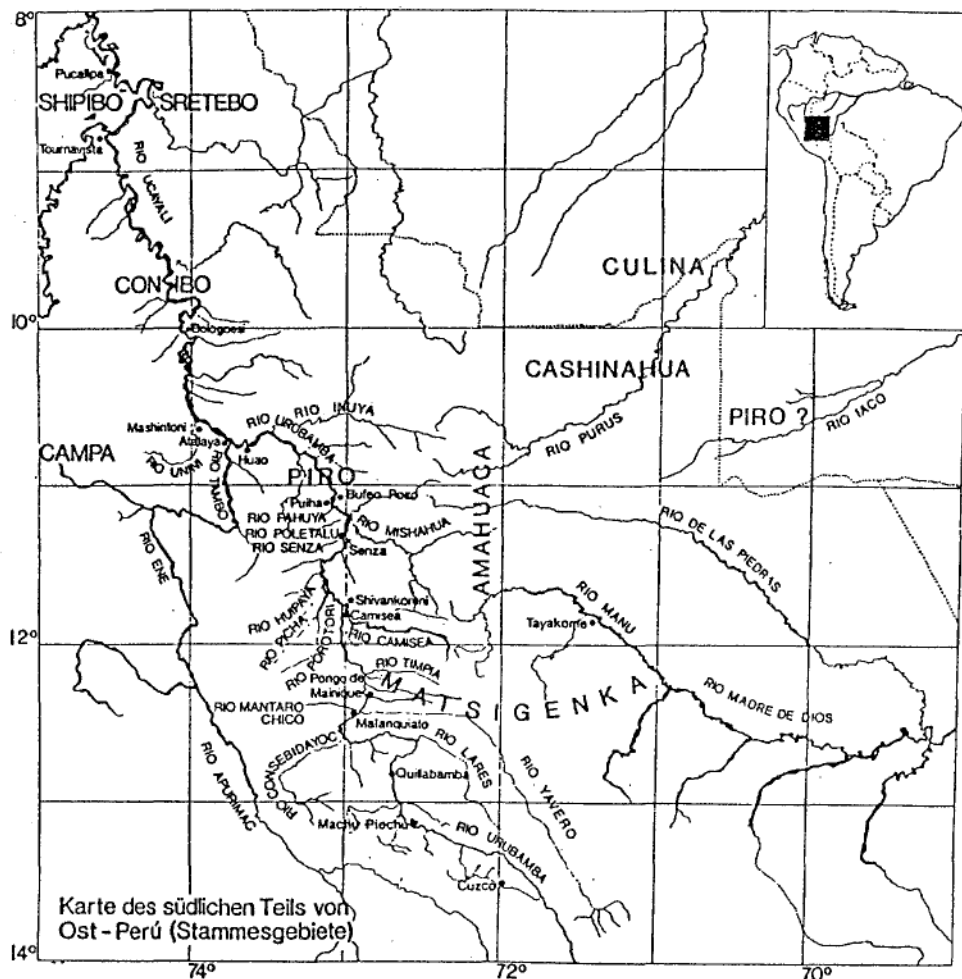 8°
Pucallpa
SHIPIBO
SRETEBO
Tournavista
RIO UCAYALI
CULINA
CONIBO
10°
Bologoesi
CASHINAHUA
PIRO ?
RIO IACO
RIO INUYA
RIO URUBAMBA
RIO PURUS
Mashintoni
Atalaya
Huao
CAMPA
RIO UNINI
RIO TAMBO
PIRO
Puiha
Bufeo Pozo
AMAHUACA
RIO PAHUYA
RIO POLETALU
RIO SENZA
RIO MISHAHUA
Senza
RIO DE LAS PIEDRAS
RIO ENE
Shivankoreni
Camisea
RIO HUIPAYA
RIO PICHA
RIO POROTORI
RIO CAMISEA
RIO MANU
Tayakome
12°
RIO TIMPIA
Pongo de
Mainique
MATSIGENKA
RIO MADRE DE DIOS
RIO MANTARO
CHICO
Malanquiato
RIO CONSEBIDAYOC
RIO LARES
RIO YAVERO
Quillabamba
RIO APURIMAC
Machu Picchu
RIO URUBAMBA
Cuzco
Karte des südlichen Teils von
Ost-Perú (Stammesgebiete)
14°
74°
72°
70°